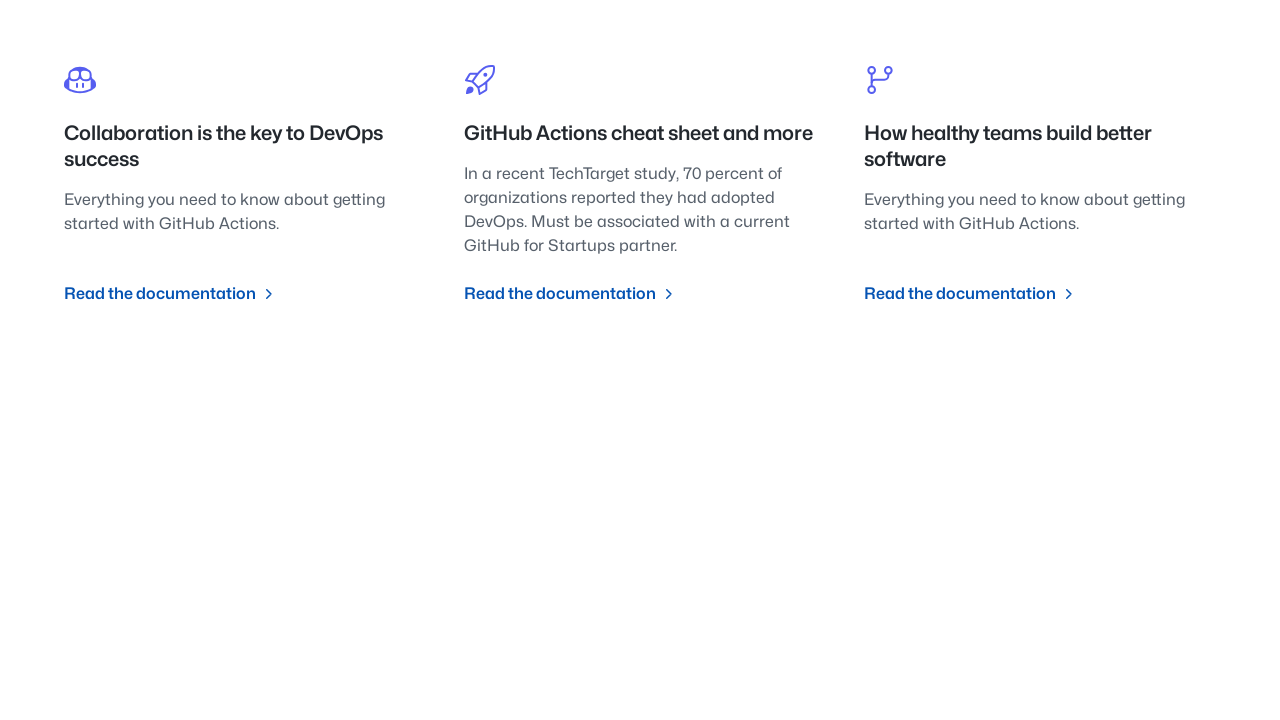 Collaboration is the key to DevOps
success
Everything you need to know about getting
started with GitHub Actions.
Read the documentation
GitHub Actions cheat sheet and more
In a recent TechTarget study, 70 percent of
organizations reported they had adopted
DevOps. Must be associated with a current
GitHub for Startups partner.
Read the documentation
How healthy teams build better
software
Everything you need to know about getting
started with GitHub Actions.
Read the documentation